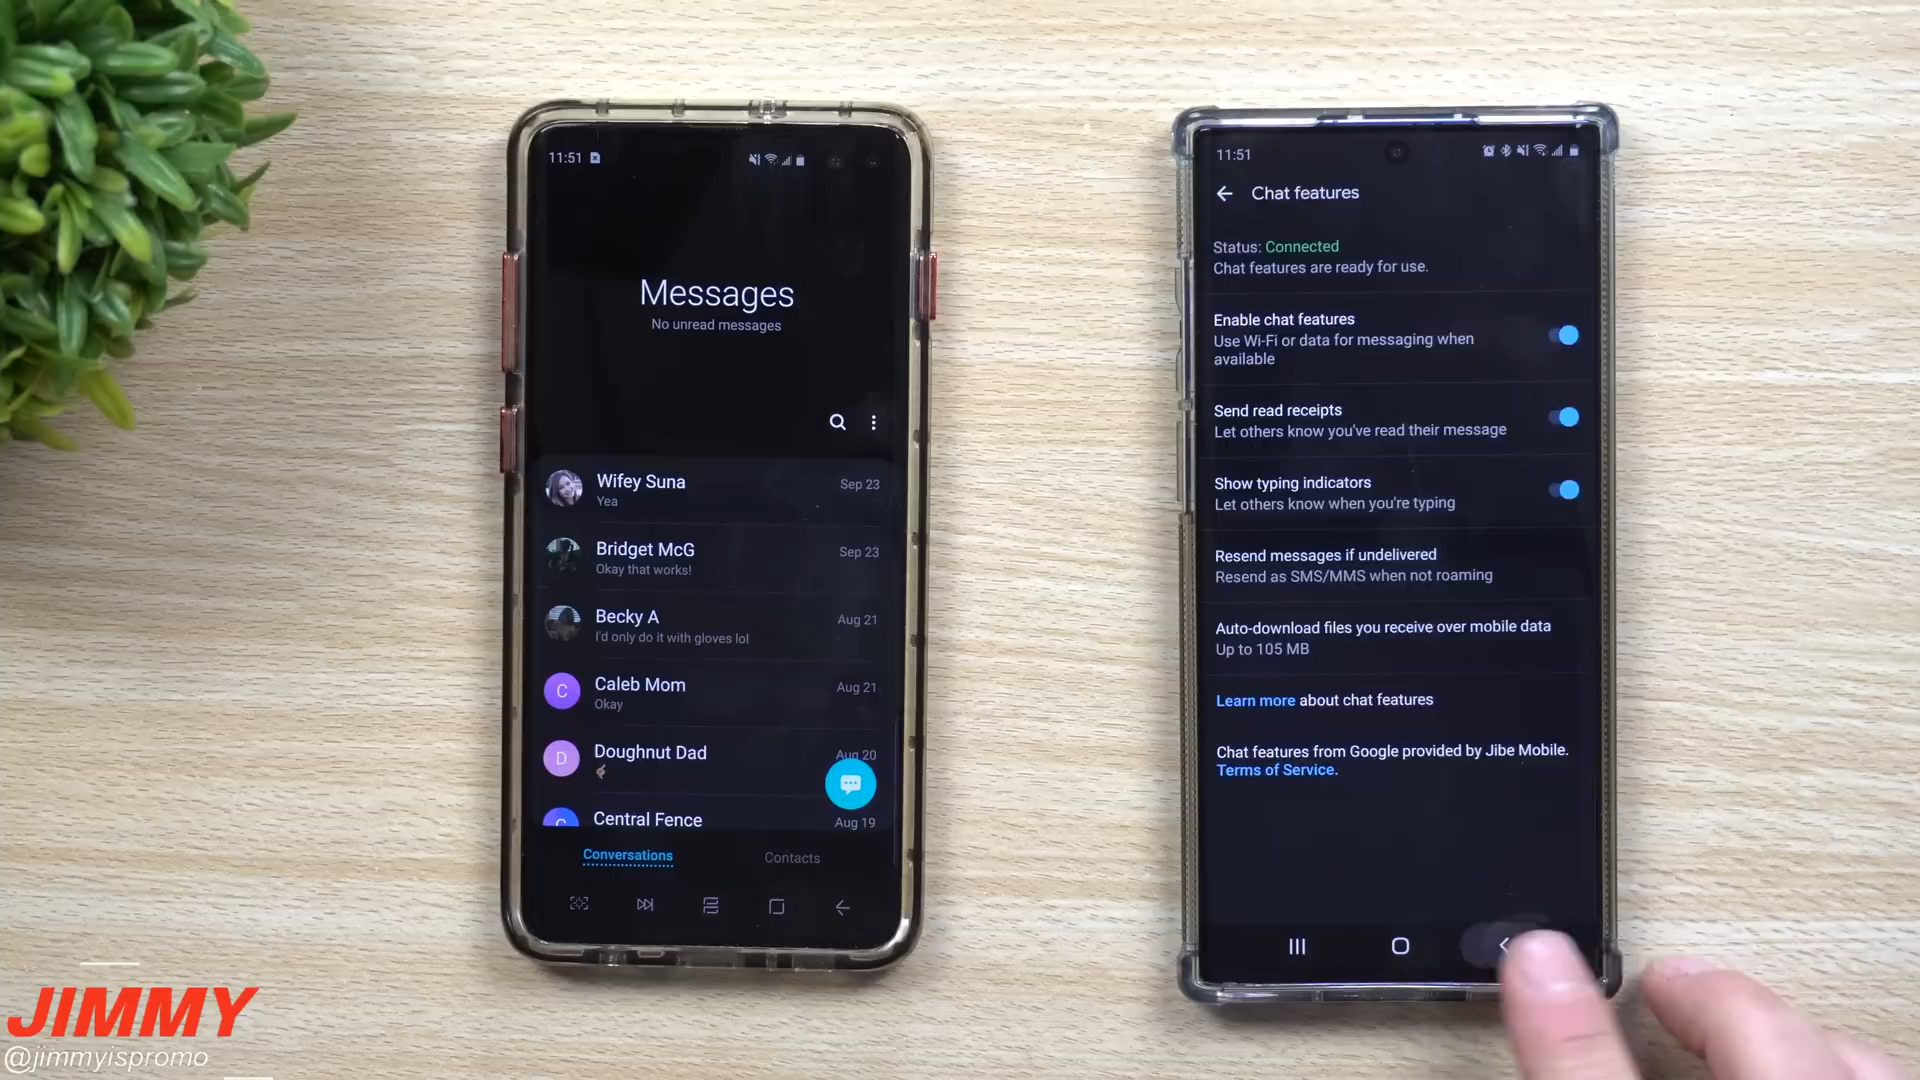 11:51
Messages
No unread messages
Wifey Suna
Sep 23
Yea
Bridget McG
Sep 23
Okay that works!
Becky A
Aug 21
I'd only do it with gloves lol
C
Caleb Mom
Aug 21
Okay
D
Doughnut Dad
Aug 20
C
Central Fence
Aug 19
Conversations
Contacts
11:51
Chat features
Status: Connected
Chat features are ready for use.
Enable chat features
Use Wi-Fi or data for messaging when
available
Send read receipts
Let others know you've read their message
Show typing indicators
Let others know when you're typing
Resend messages if undelivered
Resend as SMS/MMS when not roaming
Auto-download files you receive over mobile data
Up to 105 MB
Learn more about chat features
Chat features from Google provided by Jibe Mobile.
Terms of Service.
JIMMY
@jimmyispromo